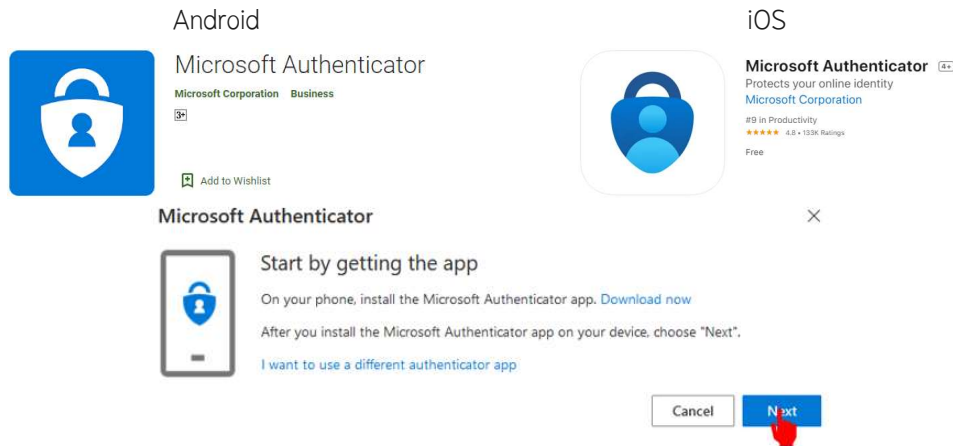 Android
iOS
Microsoft Authenticator
Microsoft Corporation Business
3+
Add to Wishlist
Microsoft Authenticator 4+
Protects your online identity
Microsoft Corporation
#9 in Productivity
★★★★★ 4.8 • 133K Ratings
Free
Microsoft Authenticator
Start by getting the app
On your phone, install the Microsoft Authenticator app. Download now
After you install the Microsoft Authenticator app on your device, choose "Next".
I want to use a different authenticator app
Cancel
Next